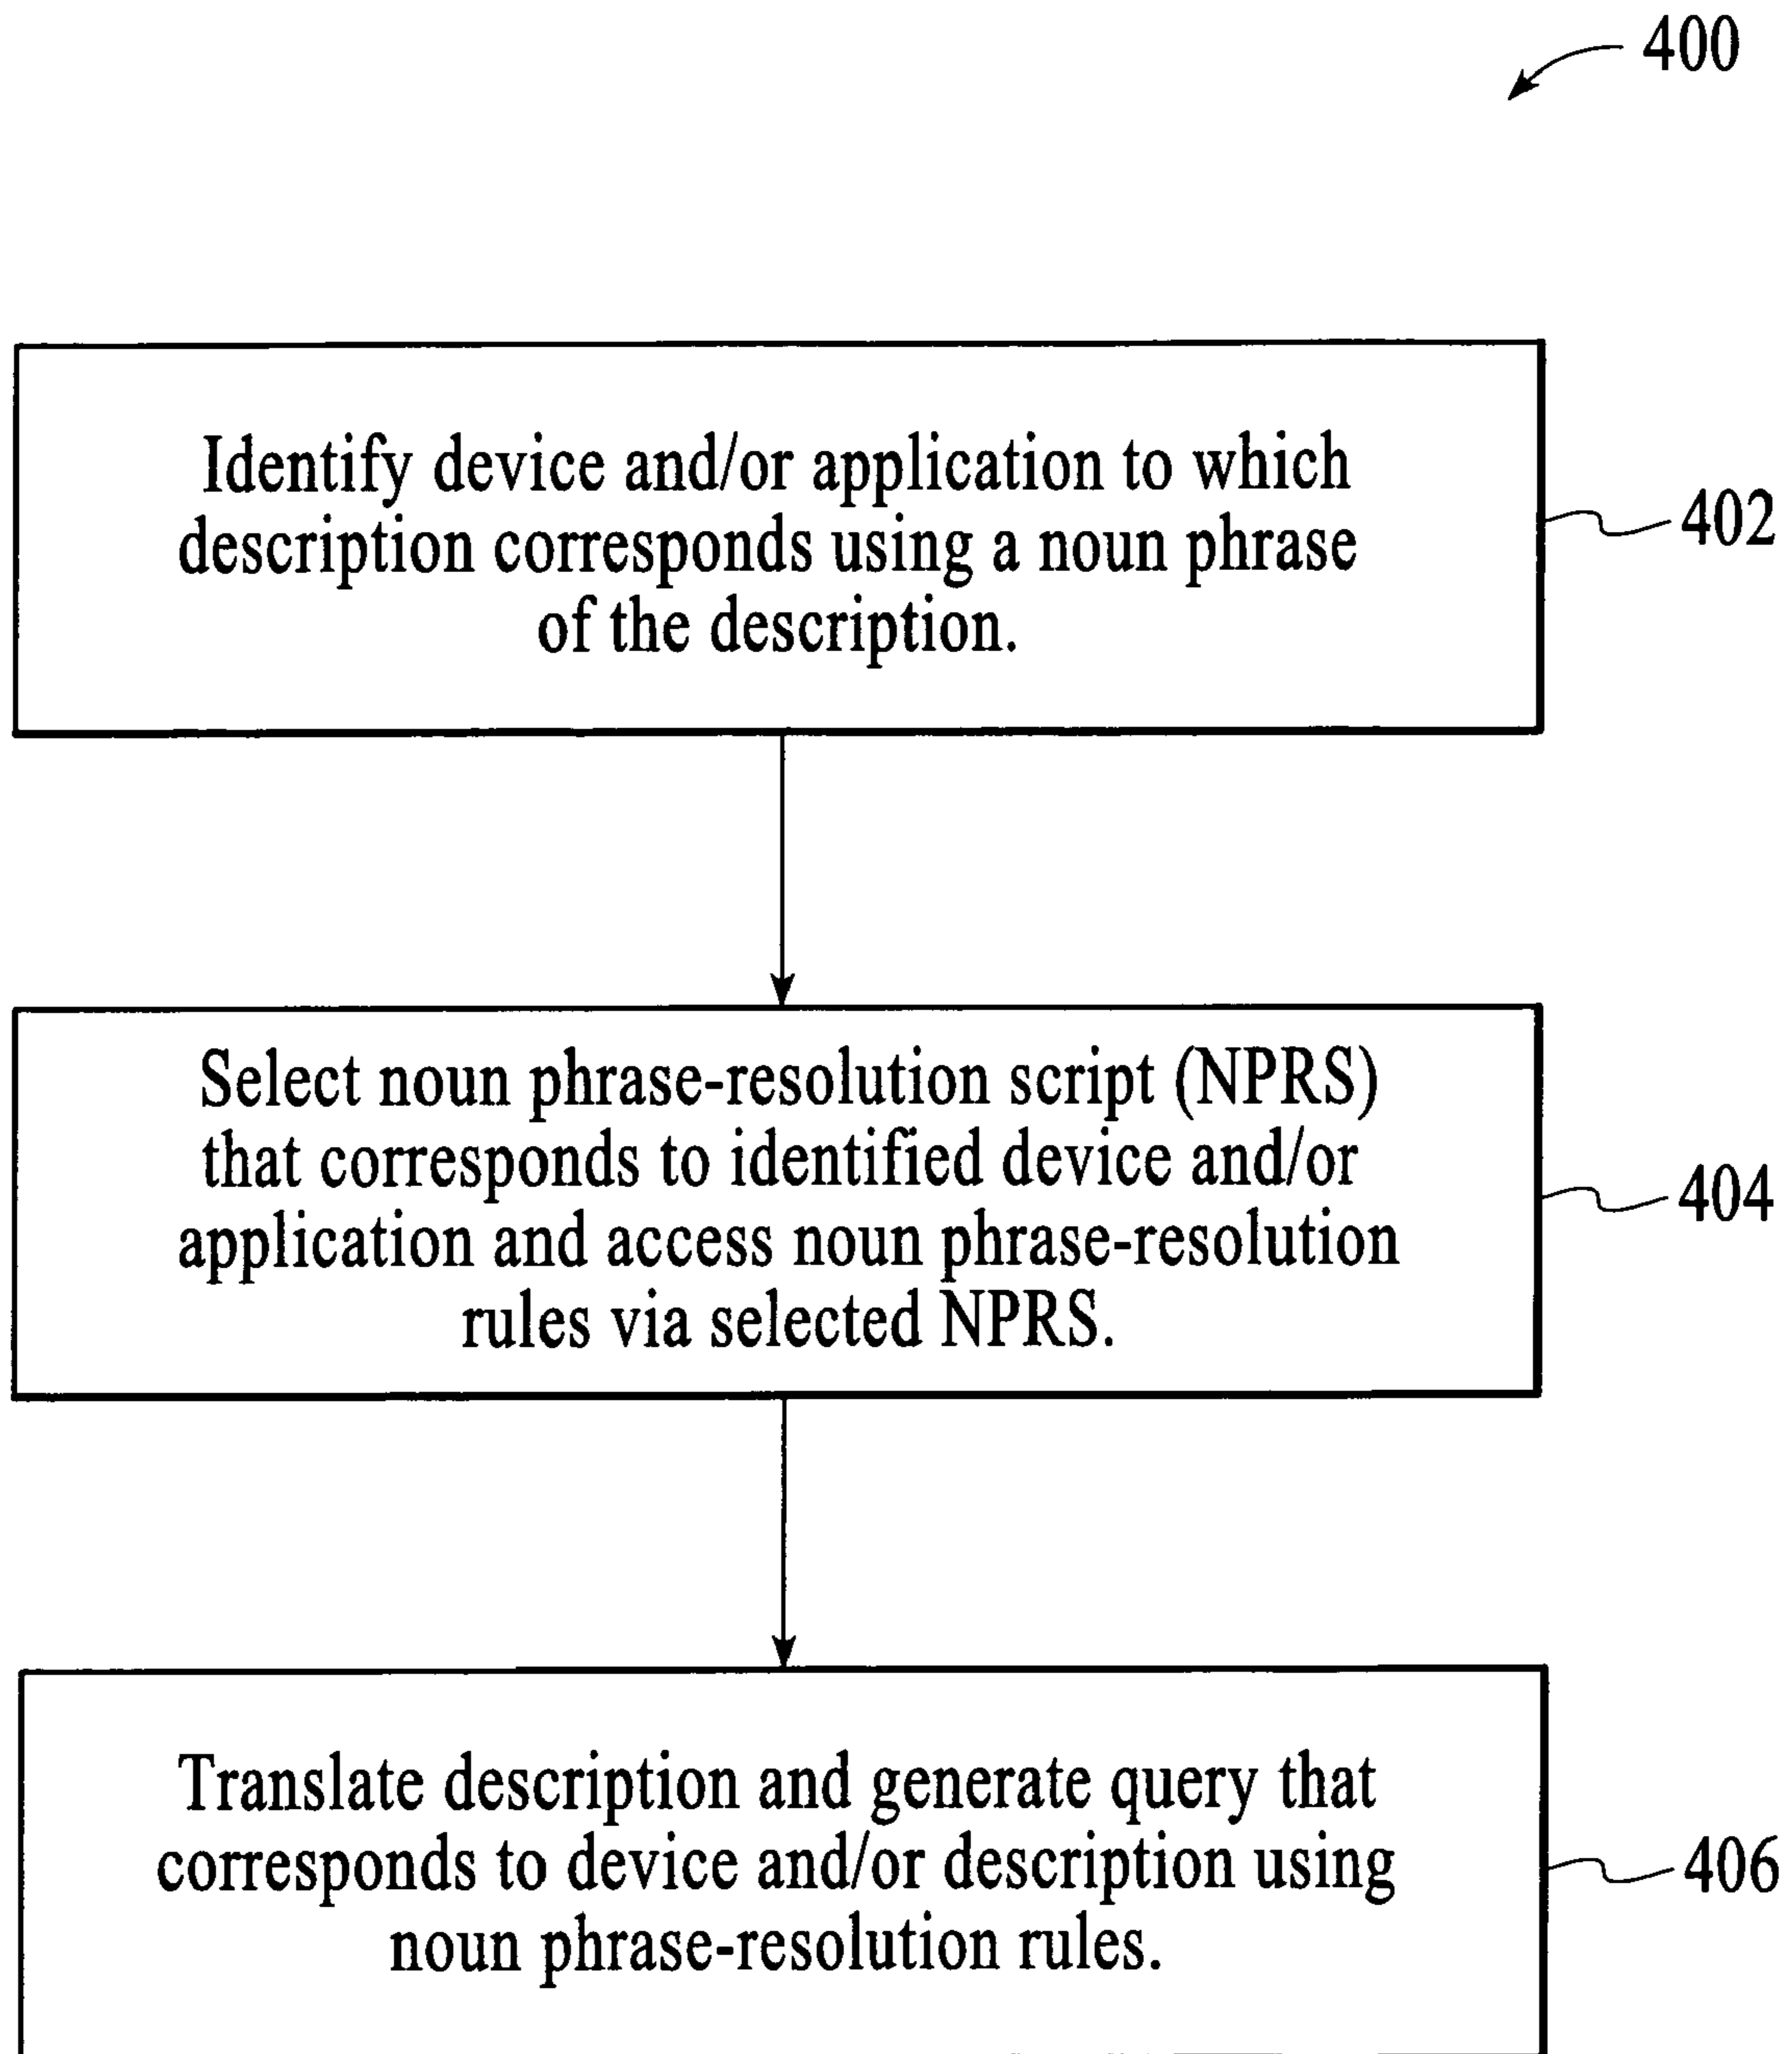 400
Identify device and/or application to which
description corresponds using a noun phrase
of the description.
402
Select noun phrase-resolution script (NPRS)
that corresponds to identified device and/or
application and access noun phrase-resolution
rules via selected NPRS.
404
Translate description and generate query that
corresponds to device and/or description using
noun phrase-resolution rules.
406